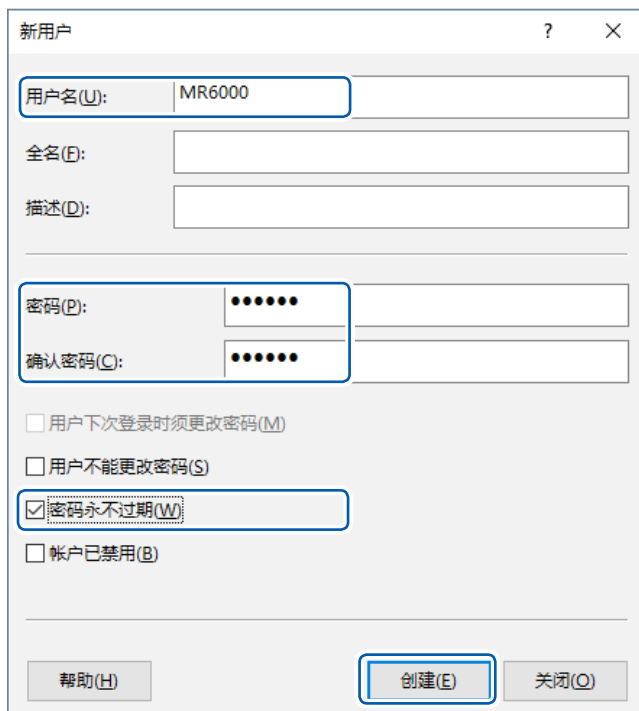 新用户 ? ×
用户名(U): MR6000
全名(F):
描述(D):
密码(P): ●●●●●●
确认密码(C): ●●●●●●
用户下次登录时须更改密码(M)
用户不能更改密码(S)
密码永不过期(W)
帐户已禁用(B)
帮助(H) 创建(E) 关闭(O)